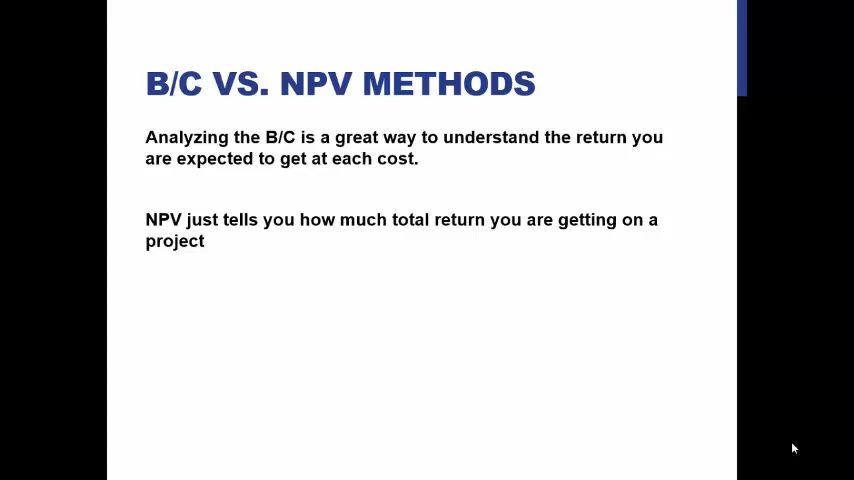 B/C VS. NPV METHODS
Analyzing the B/C is a great way to understand the return you
are expected to get at each cost.
NPV just tells you how much total return you are getting on a
project